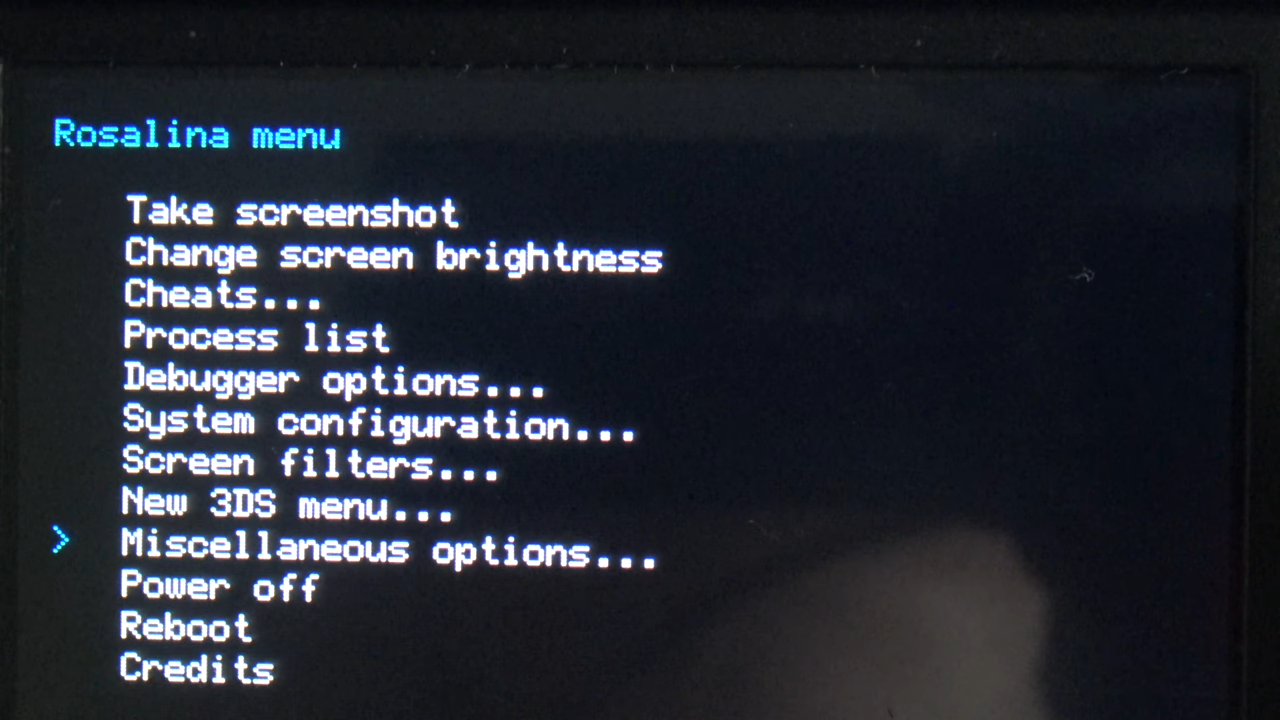 Rosalina menu
Take screenshot
Change screen brightness
Cheats...
Process list
Debugger options...
System configuration...
Screen filters...
New 3DS menu...
> Miscellaneous options...
Power off
Reboot
Credits